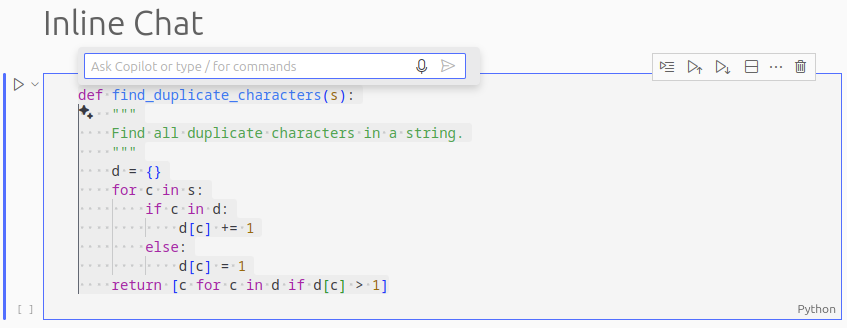 Inline Chat
Ask Copilot or type / for commands
def find_duplicate_characters(s):
    """
    Find all duplicate characters in a string.
    """
    d = {}
    for c in s:
        if c in d:
            d[c] += 1
        else:
            d[c] = 1
    return [c for c in d if d[c] > 1]
[ ]
Python